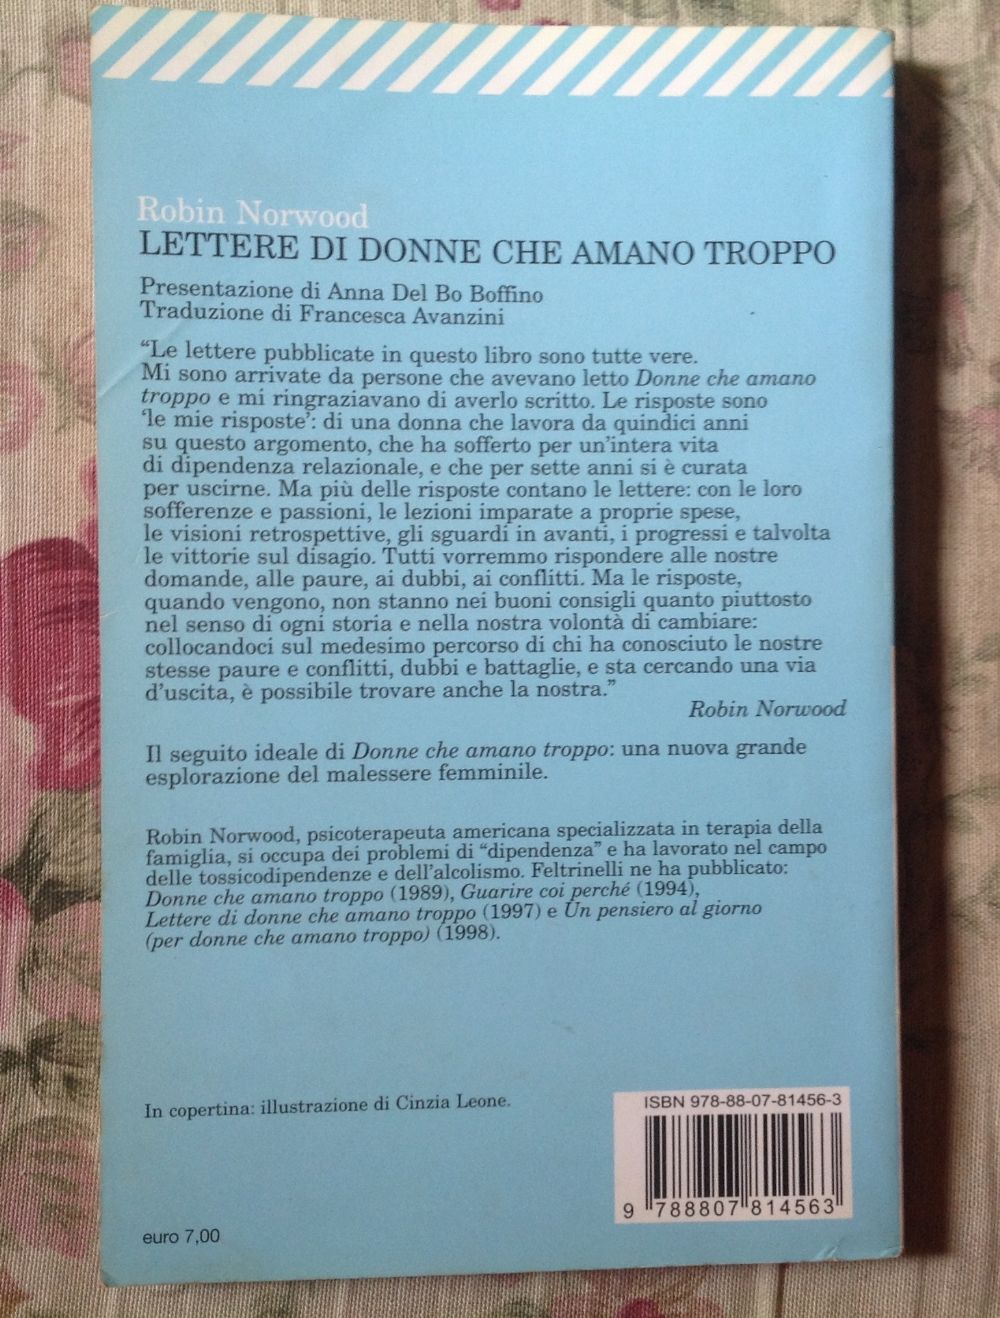 Robin Norwood
LETTERE DI DONNE CHE AMANO TROPPO
Presentazione di Anna Del Bo Boffino
Traduzione di Francesca Avanzini
“Le lettere pubblicate in questo libro sono tutte vere.
Mi sono arrivate da persone che avevano letto Donne che amano
troppo e mi ringraziavano di averlo scritto. Le risposte sono
‘le mie risposte’: di una donna che lavora da quindici anni
su questo argomento, che ha sofferto per un’intera vita
di dipendenza relazionale, e che per sette anni si è curata
per uscirne. Ma più delle risposte contano le lettere: con le loro
sofferenze e passioni, le lezioni imparate a proprie spese,
le visioni retrospettive, gli sguardi in avanti, i progressi e talvolta
le vittorie sul disagio. Tutti vorremmo rispondere alle nostre
domande, alle paure, ai dubbi, ai conflitti. Ma le risposte,
quando vengono, non stanno nei buoni consigli quanto piuttosto
nel senso di ogni storia e nella nostra volontà di cambiare:
collocandoci sul medesimo percorso di chi ha conosciuto le nostre
stesse paure e conflitti, dubbi e battaglie, e sta cercando una via
d’uscita, è possibile trovare anche la nostra.”
Robin Norwood
Il seguito ideale di Donne che amano troppo: una nuova grande
esplorazione del malessere femminile.
Robin Norwood, psicoterapeuta americana specializzata in terapia della
famiglia, si occupa dei problemi di “dipendenza” e ha lavorato nel campo
delle tossicodipendenze e dell’alcolismo. Feltrinelli ne ha pubblicato:
Donne che amano troppo (1989), Guarire coi perché (1994),
Lettere di donne che amano troppo (1997) e Un pensiero al giorno
(per donne che amano troppo) (1998).
In copertina: illustrazione di Cinzia Leone.
ISBN 978-88-07-81456-3
9 788807 814563
euro 7,00